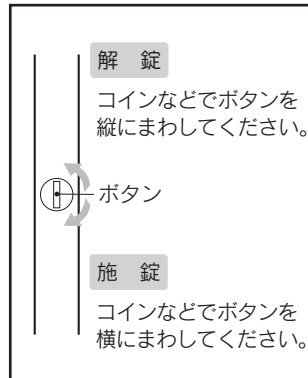 解　錠
コインなどでボタンを
縦にまわしてください。
ボタン
施　錠
コインなどでボタンを
横にまわしてください。